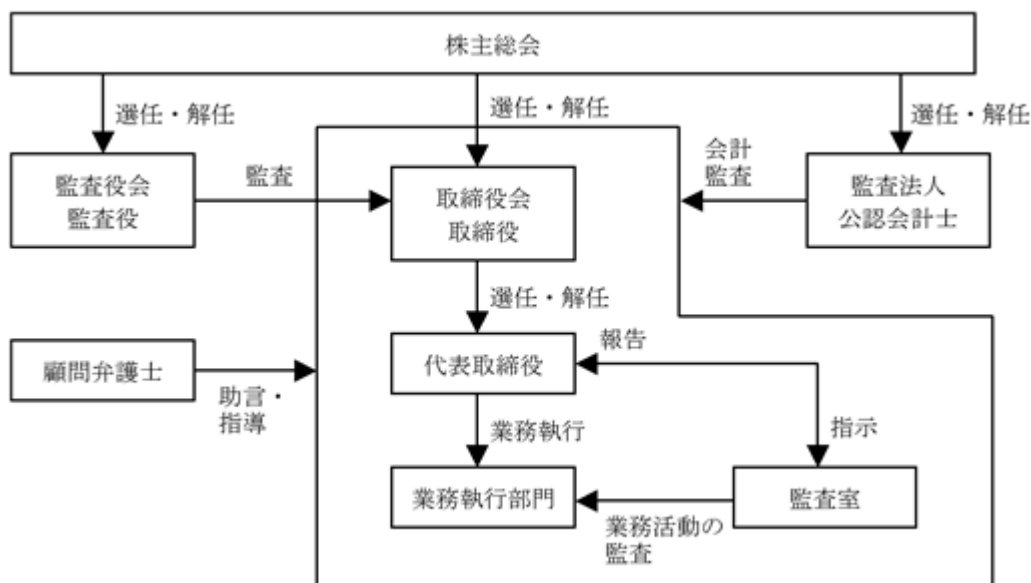 株主総会
選任・解任
選任・解任
選任・解任
監査役会
監査役
監査
取締役会
取締役
会計
監査
監査法人
公認会計士
選任・解任
顧問弁護士
助言・
指導
代表取締役
報告
業務執行
指示
業務執行部門
業務活動の
監査
監査室